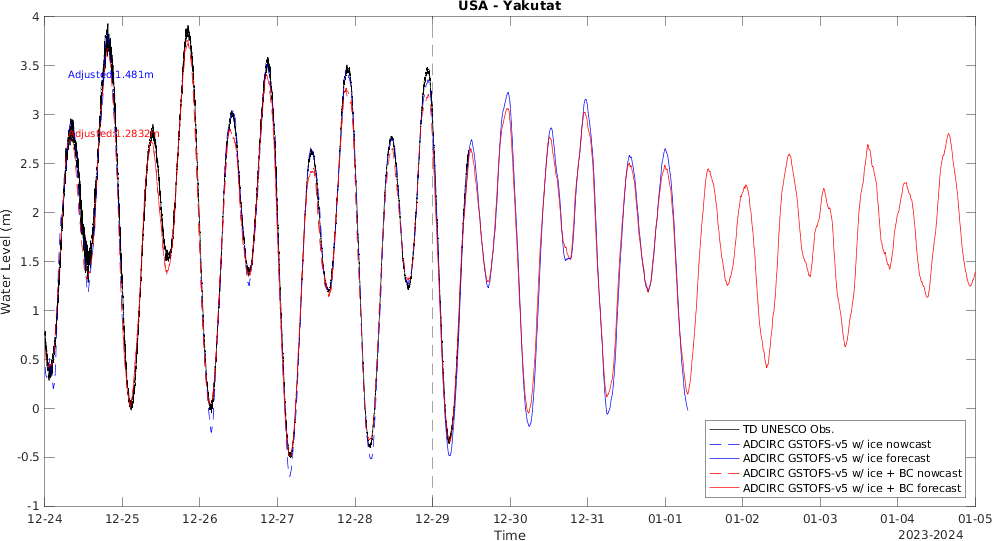 USA - Yakutat
Water Level (m)
4
3.5
3
2.5
2
1.5
1
0.5
0
-0.5
-1
Adjusted:1.481m
Adjusted:1.2832m
TD UNESCO Obs.
ADCIRC GSTOFS-v5 w/ ice nowcast
ADCIRC GSTOFS-v5 w/ ice forecast
ADCIRC GSTOFS-v5 w/ ice + BC nowcast
ADCIRC GSTOFS-v5 w/ ice + BC forecast
12-24 12-25 12-26 12-27 12-28 12-29 12-30 12-31 01-01 01-02 01-03 01-04 01-05
Time
2023-2024